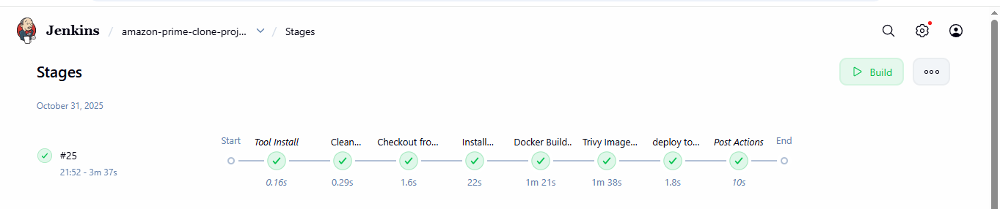 Jenkins / amazon-prime-clone-proj... / Stages
Stages
Build
October 31, 2025
Start Tool Install Clean... Checkout fro... Install... Docker Build.. Trivy Image... deploy to... Post Actions End
#25
21:52 - 3m 37s
0.16s 0.29s 1.6s 22s 1m 21s 1m 38s 1.8s 10s